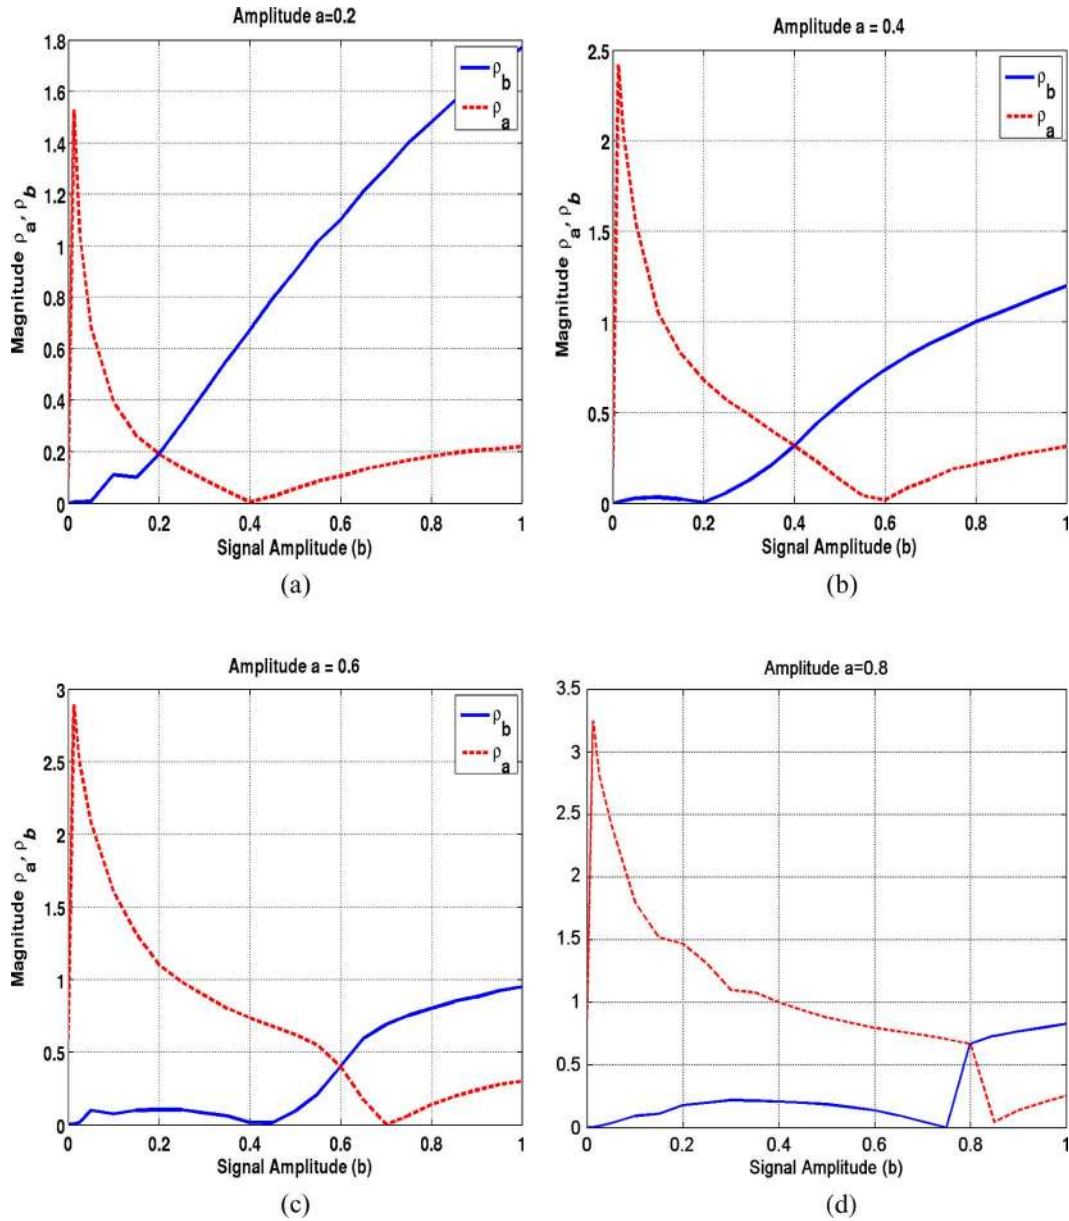 Amplitude a=0.2
1.8
1.6
1.4
1.2
1
0.8
0.6
0.4
0.2
0
Magnitude ρa, ρb
ρb
ρa
0 0.2 0.4 0.6 0.8 1
Signal Amplitude (b)
(a)
Amplitude a = 0.4
2.5
2
1.5
1
0.5
0
Magnitude ρa, ρb
ρb
ρa
0 0.2 0.4 0.6 0.8 1
Signal Amplitude (b)
(b)
Amplitude a = 0.6
3
2.5
2
1.5
1
0.5
0
Magnitude ρa, ρb
ρb
ρa
0 0.2 0.4 0.6 0.8 1
Signal Amplitude (b)
(c)
Amplitude a=0.8
3.5
3
2.5
2
1.5
1
0.5
0
0 0.2 0.4 0.6 0.8 1
Signal Amplitude (b)
(d)